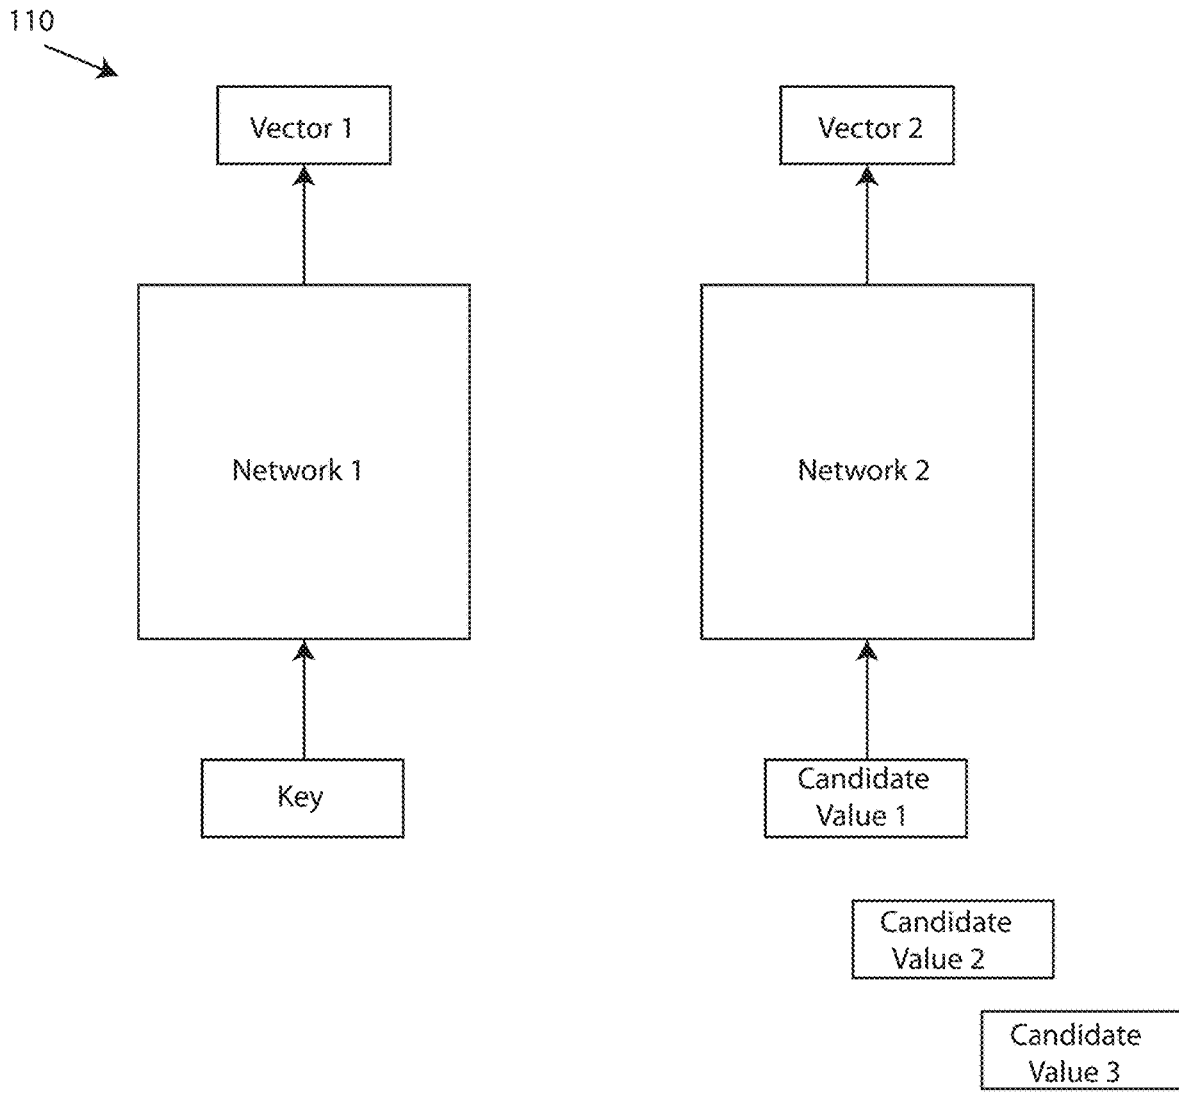 110
Vector 1
Vector 2
Network 1
Network 2
Key
Candidate
Value 1
Candidate
Value 2
Candidate
Value 3